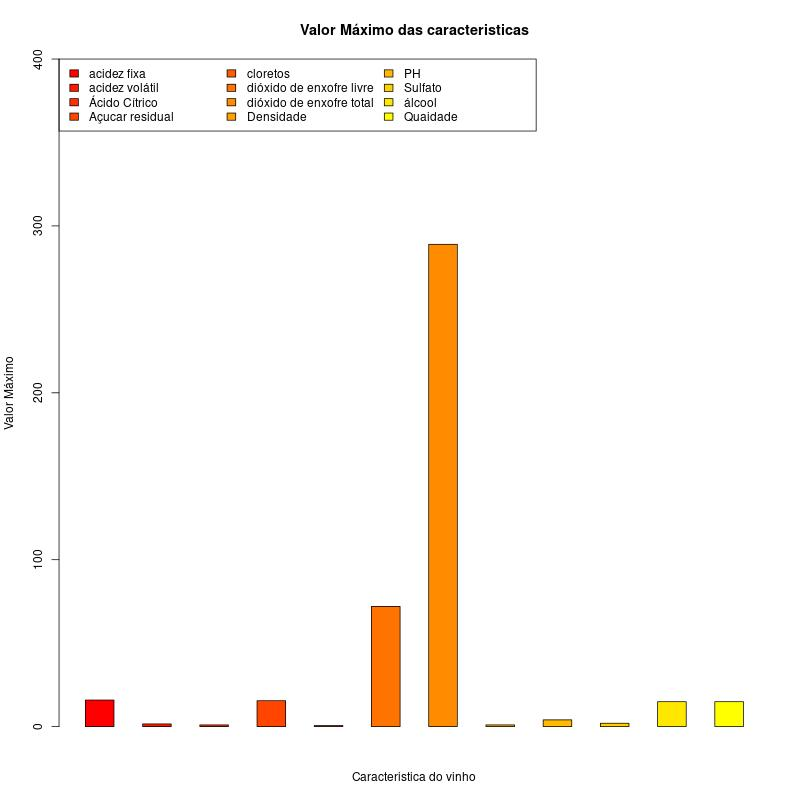 Valor Máximo das caracteristicas
acidez fixa
acidez volátil
Ácido Cítrico
Açucar residual
cloretos
dióxido de enxofre livre
dióxido de enxofre total
Densidade
PH
Sulfato
álcool
Quaidade
400
300
200
100
0
Valor Máximo
Caracteristica do vinho